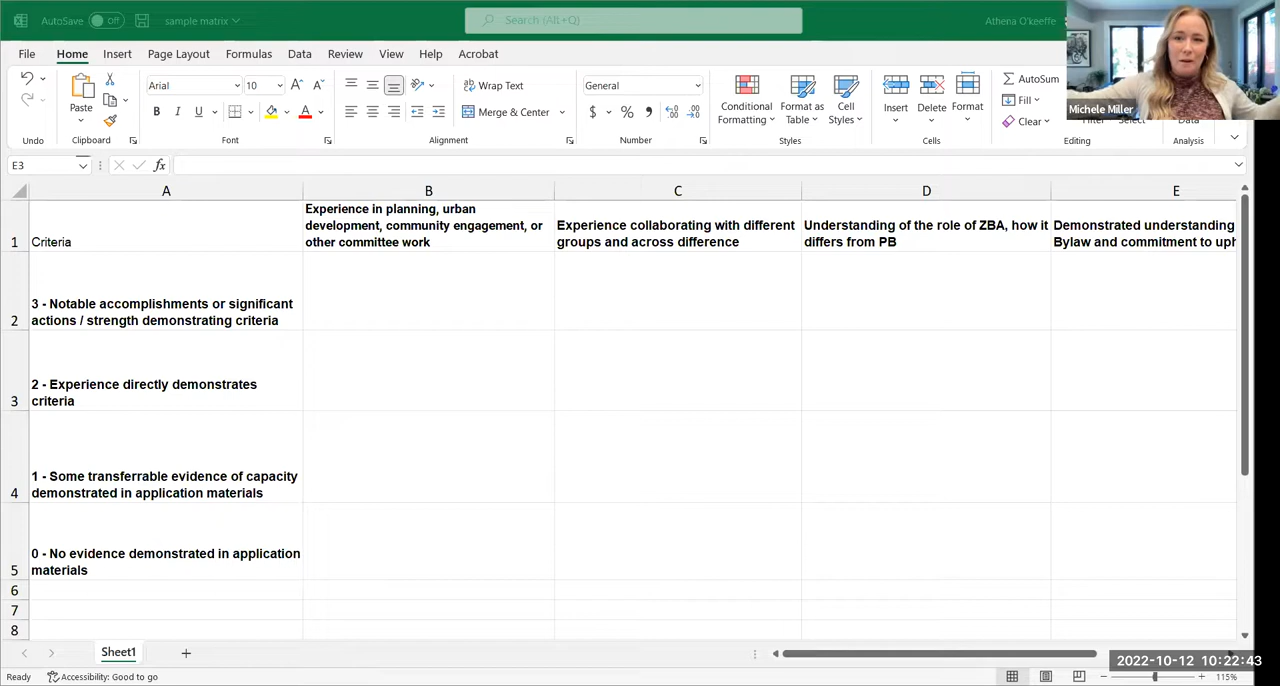 AutoSave Off sample matrix Search (Alt+Q) Athena O'keeffe
File Home Insert Page Layout Formulas Data Review View Help Acrobat
Michele Miller
Arial 10 Wrap Text General AutoSum
Paste B I U Merge & Center $ % Conditional Formatting Format as Table Cell Styles Insert Delete Format Fill Clear
Undo Clipboard Font Alignment Number Styles Cells Editing Analysis
E3 fx
A B C D E
1 Criteria
Experience in planning, urban
development, community engagement, or
other committee work
Experience collaborating with different
groups and across difference
Understanding of the role of ZBA, how it
differs from PB
Demonstrated understanding
Bylaw and commitment to uph
2 3 - Notable accomplishments or significant
actions / strength demonstrating criteria
3 2 - Experience directly demonstrates
criteria
4 1 - Some transferrable evidence of capacity
demonstrated in application materials
5 0 - No evidence demonstrated in application
materials
6
7
8
Sheet1
2022-10-12 10:22:43
Ready Accessibility: Good to go 115%